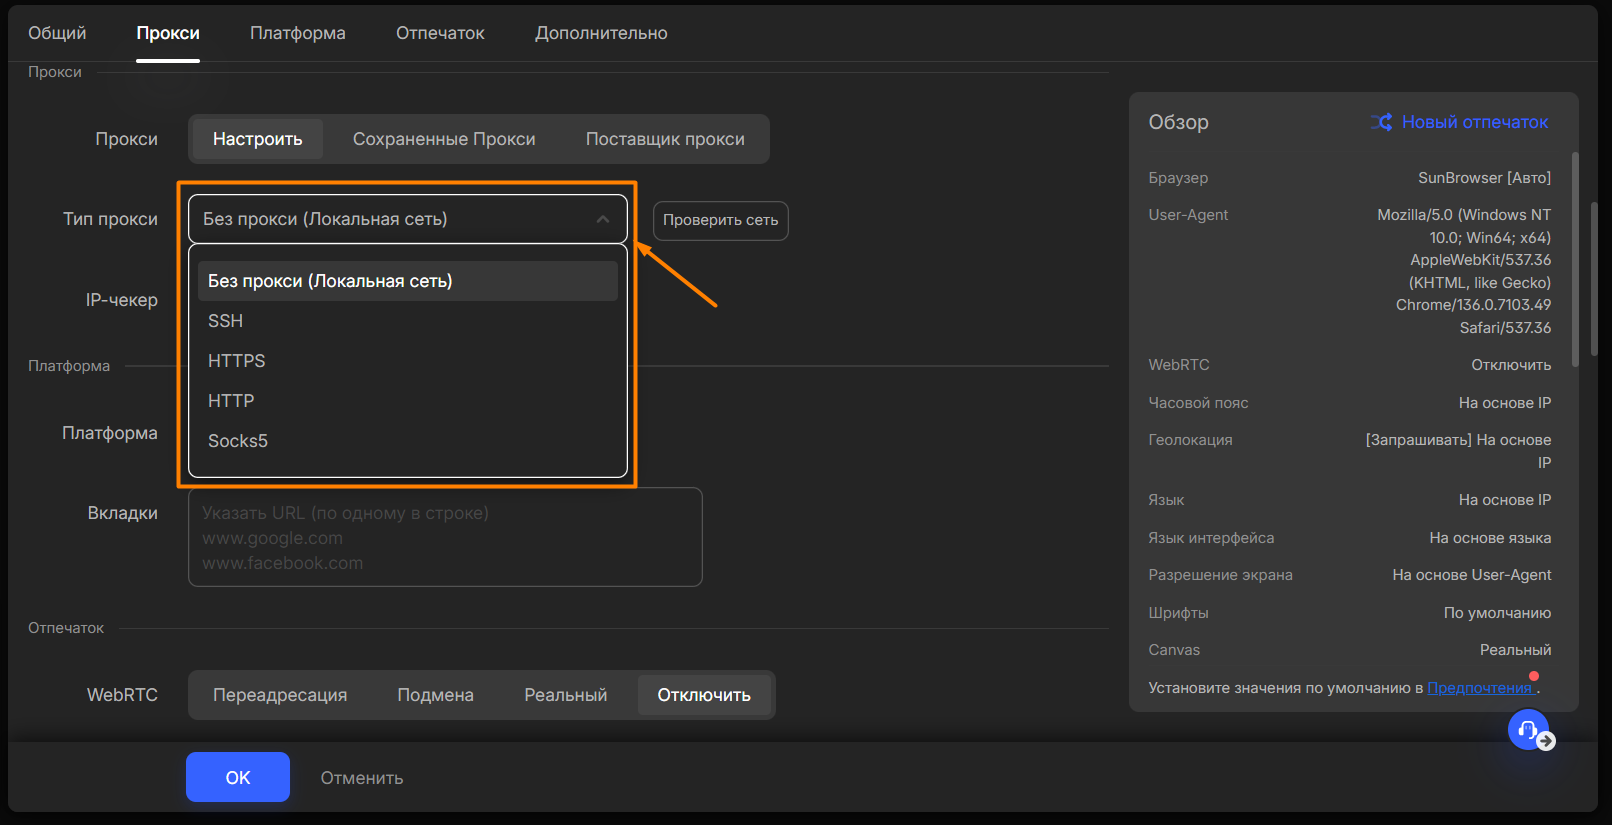 Общий Прокси Платформа Отпечаток Дополнительно
Прокси
Прокси Настроить Сохраненные Прокси Поставщик прокси
Тип прокси Без прокси (Локальная сеть) Проверить сеть
Без прокси (Локальная сеть)
IP-чекер
SSH
HTTPS
HTTP
Socks5
Платформа
Платформа
Вкладки
Указать URL (по одному в строке)
www.google.com
www.facebook.com
Отпечаток
WebRTC Переадресация Подмена Реальный Отключить
OK Отменить
Обзор Новый отпечаток
Браузер SunBrowser [Авто]
User-Agent Mozilla/5.0 (Windows NT
10.0; Win64; x64)
AppleWebKit/537.36
(KHTML, like Gecko)
Chrome/136.0.7103.49
Safari/537.36
WebRTC Отключить
Часовой пояс На основе IP
Геолокация [Запрашивать] На основе
IP
Язык На основе IP
Язык интерфейса На основе языка
Разрешение экрана На основе User-Agent
Шрифты По умолчанию
Canvas Реальный
Установите значения по умолчанию в Предпочтения .